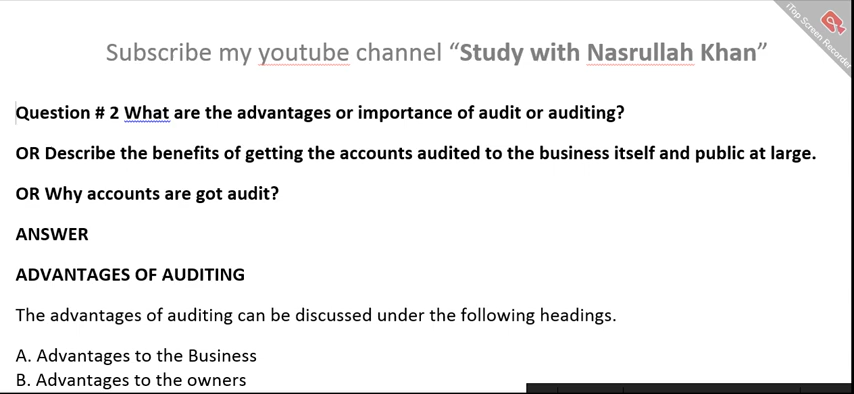 iTop Screen Recorder
Subscribe my youtube channel “Study with Nasrullah Khan”
Question # 2 What are the advantages or importance of audit or auditing?
OR Describe the benefits of getting the accounts audited to the business itself and public at large.
OR Why accounts are got audit?
ANSWER
ADVANTAGES OF AUDITING
The advantages of auditing can be discussed under the following headings.
A. Advantages to the Business
B. Advantages to the owners